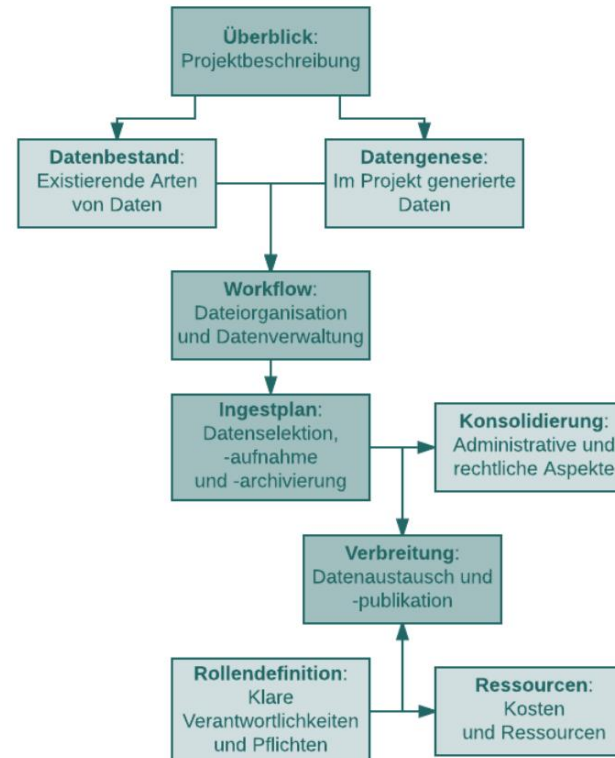 Überblick:
Projektbeschreibung
Datenbestand:
Existierende Arten
von Daten
Datengenese:
Im Projekt generierte
Daten
Workflow:
Dateiorganisation
und Datenverwaltung
Ingestplan:
Datenselektion,
-aufnahme
und -archivierung
Konsolidierung:
Administrative und
rechtliche Aspekte
Verbreitung:
Datenaustausch und
-publikation
Rollendefinition:
Klare
Verantwortlichkeiten
und Pflichten
Ressourcen:
Kosten
und Ressourcen